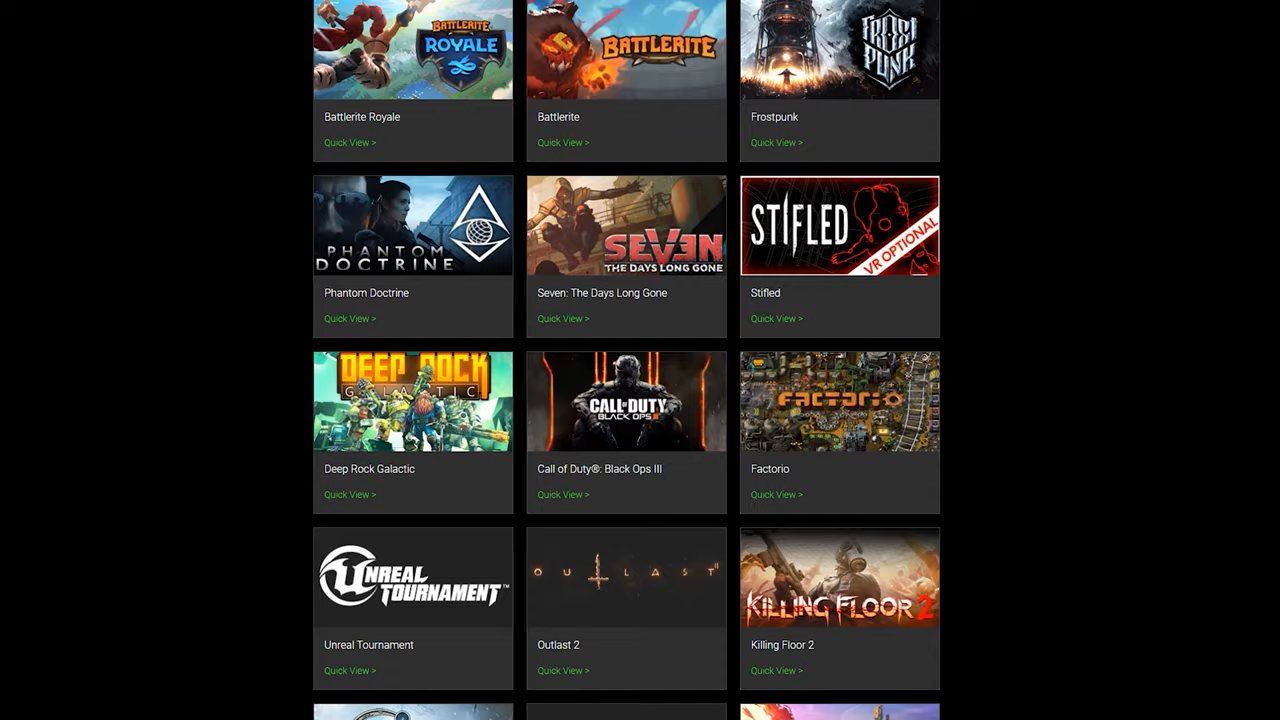 BATTLERITE
ROYALE
BATTLERITE
FROST
PUNK
Battlerite Royale
Battlerite
Frostpunk
Quick View >
Quick View >
Quick View >
PHANTOM
DOCTRINE
SEVEN
THE DAYS LONG GONE
STIFLED
VR OPTIONAL
Phantom Doctrine
Seven: The Days Long Gone
Stifled
Quick View >
Quick View >
Quick View >
DEEP ROCK
GALACTIC
CALL OF DUTY
BLACK OPS III
FACTORIO
Deep Rock Galactic
Call of Duty®: Black Ops III
Factorio
Quick View >
Quick View >
Quick View >
UNREAL
TOURNAMENT™
OUTLAST II
KILLING FLOOR 2
Unreal Tournament
Outlast 2
Killing Floor 2
Quick View >
Quick View >
Quick View >